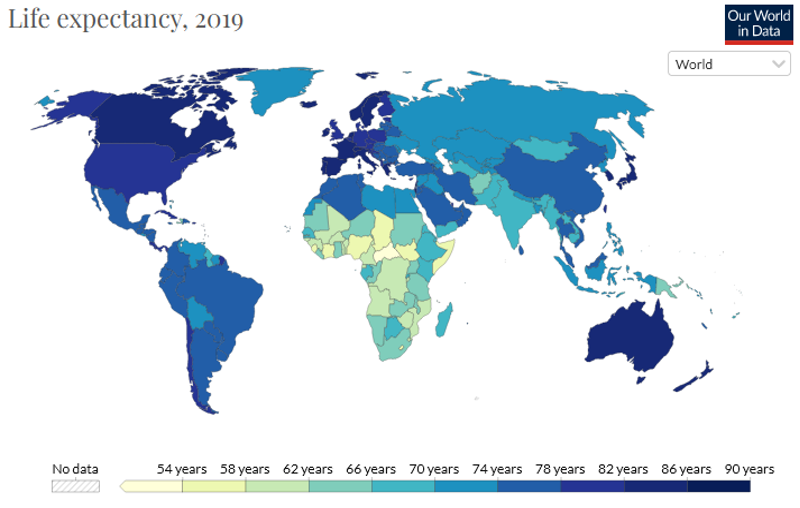 Life expectancy, 2019
Our World
in Data
World
No data
54 years 58 years 62 years 66 years 70 years 74 years 78 years 82 years 86 years 90 years